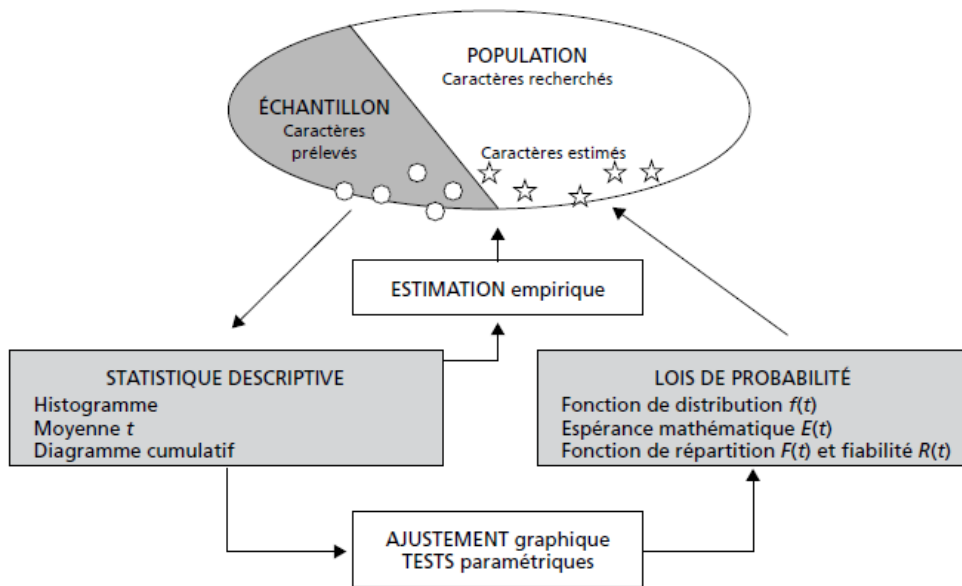 POPULATION
Caractères recherchés
ÉCHANTILLON
Caractères
prélevés
Caractères estimés
ESTIMATION empirique
STATISTIQUE DESCRIPTIVE
Histogramme
Moyenne t
Diagramme cumulatif
LOIS DE PROBABILITÉ
Fonction de distribution f(t)
Espérance mathématique E(t)
Fonction de répartition F(t) et fiabilité R(t)
AJUSTEMENT graphique
TESTS paramétriques